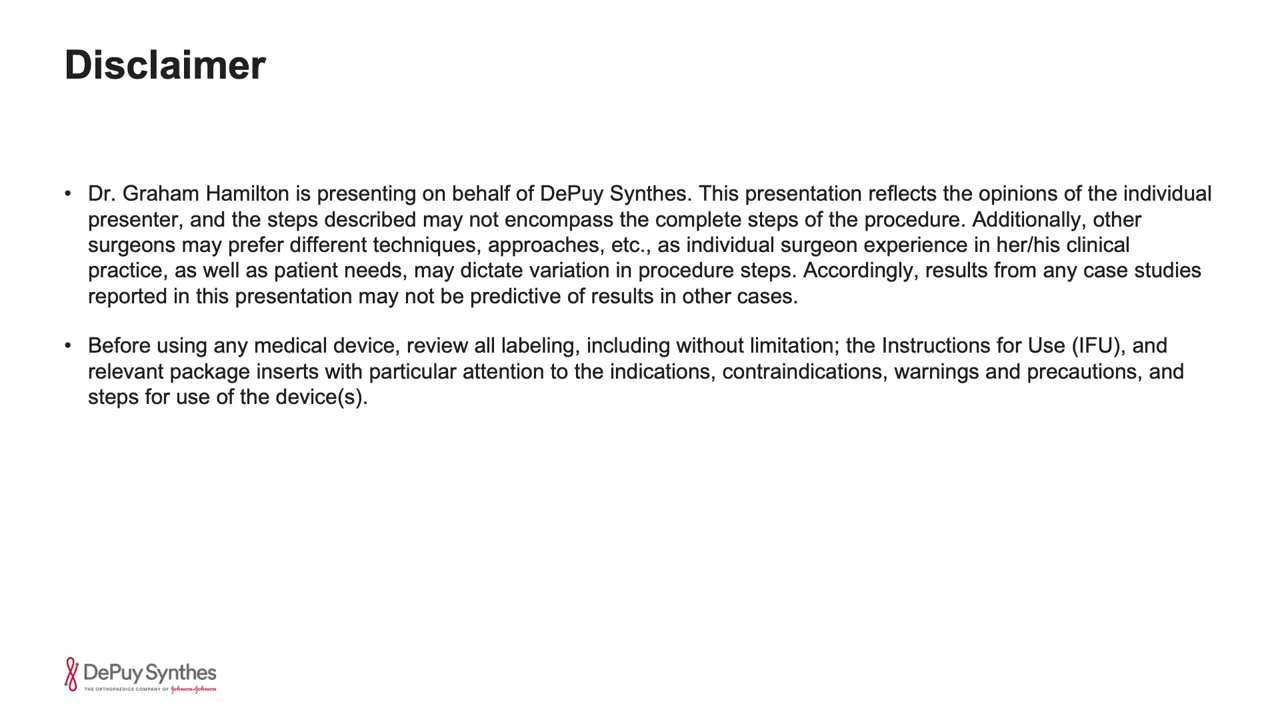 Disclaimer
• Dr. Graham Hamilton is presenting on behalf of DePuy Synthes. This presentation reflects the opinions of the individual
presenter, and the steps described may not encompass the complete steps of the procedure. Additionally, other
surgeons may prefer different techniques, approaches, etc., as individual surgeon experience in her/his clinical
practice, as well as patient needs, may dictate variation in procedure steps. Accordingly, results from any case studies
reported in this presentation may not be predictive of results in other cases.
• Before using any medical device, review all labeling, including without limitation; the Instructions for Use (IFU), and
relevant package inserts with particular attention to the indications, contraindications, warnings and precautions, and
steps for use of the device(s).
DePuy Synthes
THE ORTHOPAEDICS COMPANY OF Johnson&Johnson